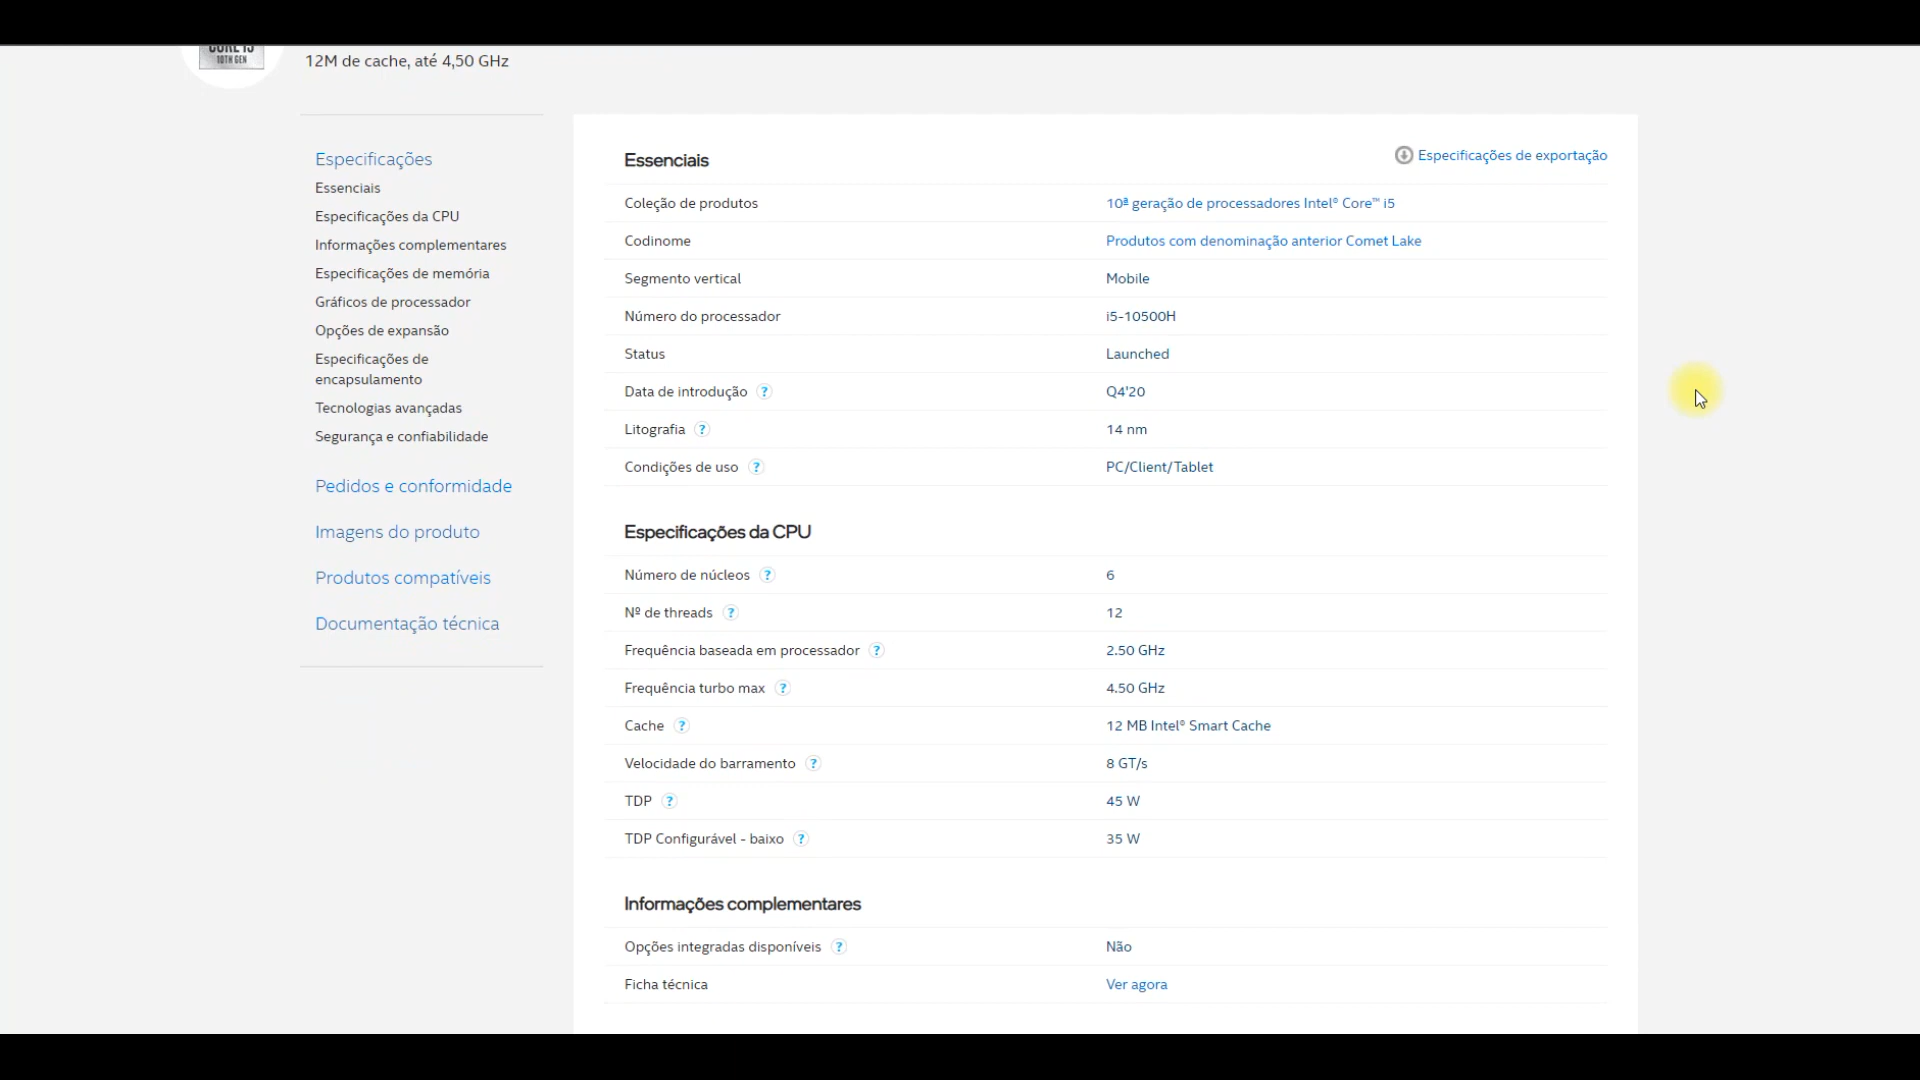 CORE i5
10TH GEN
12M de cache, até 4,50 GHz
Especificações
Essenciais
Especificações da CPU
Informações complementares
Especificações de memória
Gráficos de processador
Opções de expansão
Especificações de
encapsulamento
Tecnologias avançadas
Segurança e confiabilidade
Pedidos e conformidade
Imagens do produto
Produtos compatíveis
Documentação técnica
Essenciais
Especificações de exportação
Coleção de produtos 10ª geração de processadores Intel® Core™ i5
Codinome Produtos com denominação anterior Comet Lake
Segmento vertical Mobile
Número do processador i5-10500H
Status Launched
Data de introdução ? Q4'20
Litografia ? 14 nm
Condições de uso ? PC/Client/Tablet
Especificações da CPU
Número de núcleos ? 6
Nº de threads ? 12
Frequência baseada em processador ? 2.50 GHz
Frequência turbo max ? 4.50 GHz
Cache ? 12 MB Intel® Smart Cache
Velocidade do barramento ? 8 GT/s
TDP ? 45 W
TDP Configurável - baixo ? 35 W
Informações complementares
Opções integradas disponíveis ? Não
Ficha técnica Ver agora